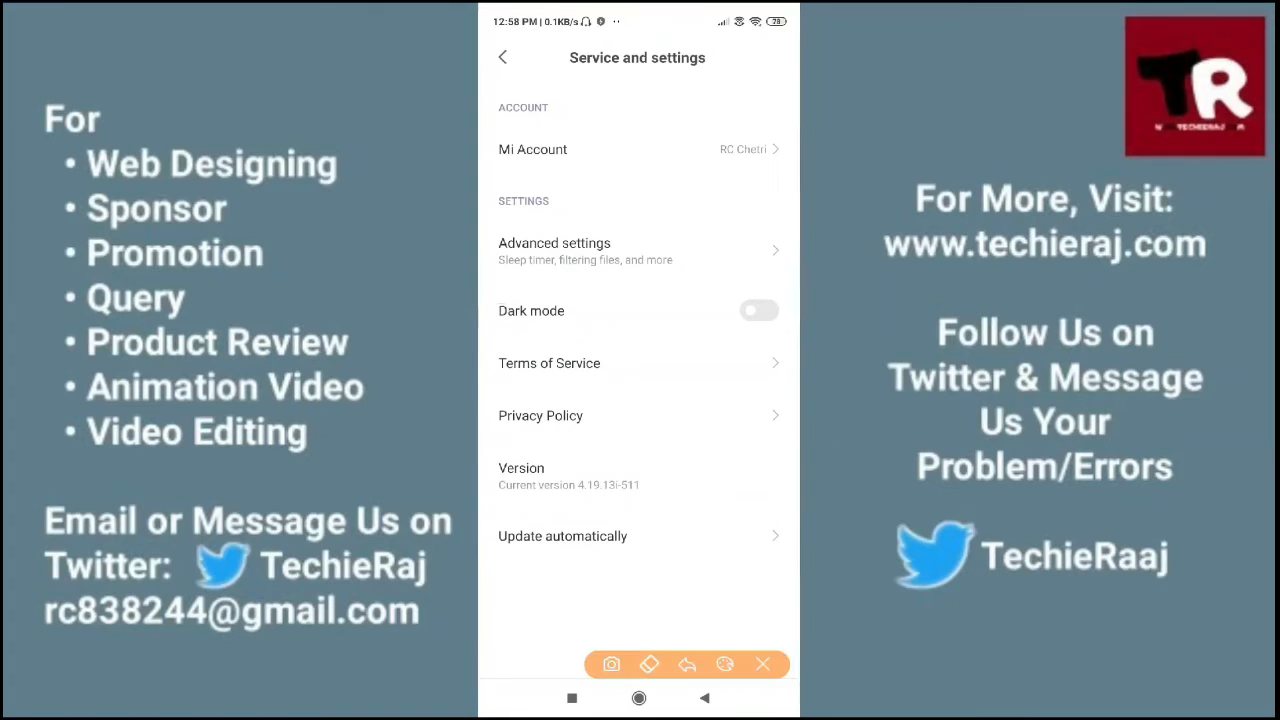 For
• Web Designing
• Sponsor
• Promotion
• Query
• Product Review
• Animation Video
• Video Editing
Email or Message Us on
Twitter: TechieRaj
rc838244@gmail.com
12:58 PM | 0.1KB/s
78
Service and settings
ACCOUNT
Mi Account
RC Chetri
SETTINGS
Advanced settings
Sleep timer, filtering files, and more
Dark mode
Terms of Service
Privacy Policy
Version
Current version 4.19.13i-511
Update automatically
TR
For More, Visit:
www.techieraj.com
Follow Us on
Twitter & Message
Us Your
Problem/Errors
TechieRaaj